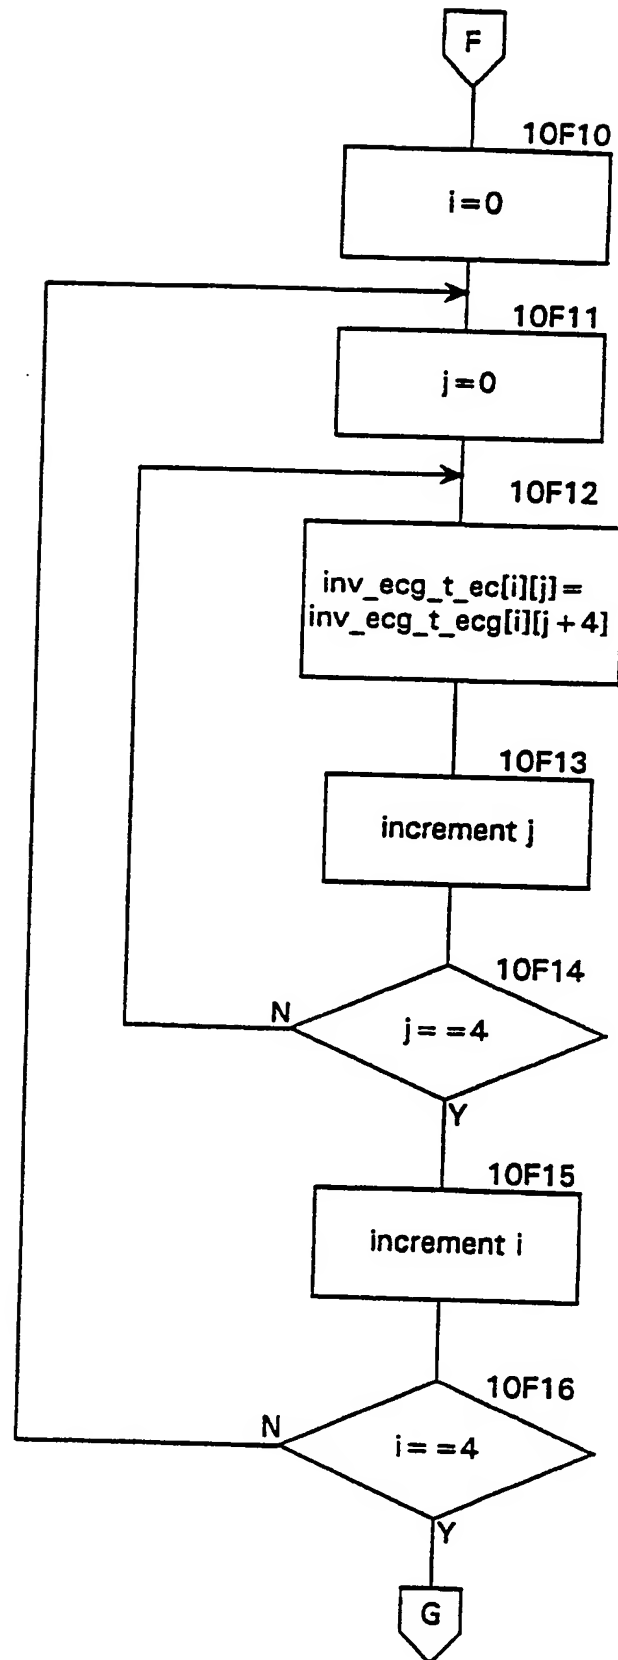 F
10F10
i=0
10F11
j=0
10F12
inv_ecg_t_ec[i][j]=
inv_ecg_t_ecg[i][j+4]
10F13
increment j
10F14
N
j==4
Y
10F15
increment i
10F16
N
i==4
Y
G